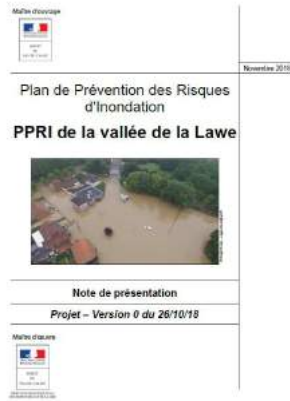 Maître d'ouvrage
Novembre 2018
Plan de Prévention des Risques
d'Inondation
PPRI de la vallée de la Lawe
Note de présentation
Projet – Version 0 du 26/10/18
Maître d'œuvre